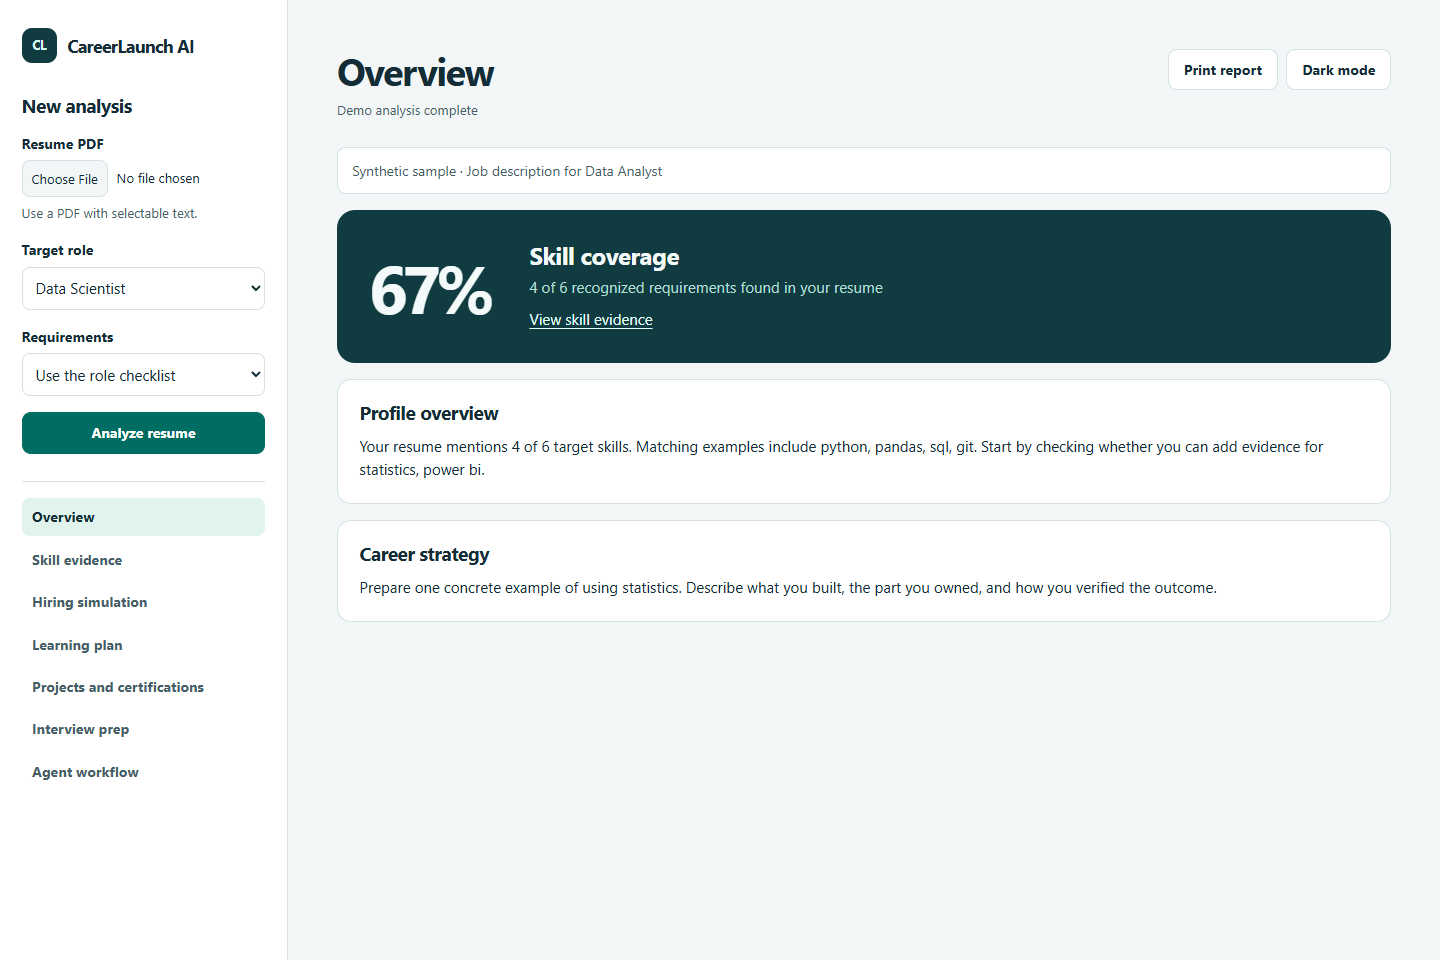 CL
CareerLaunch AI
New analysis
Resume PDF
Choose File No file chosen
Use a PDF with selectable text.
Target role
Data Scientist
Requirements
Use the role checklist
Analyze resume
Overview
Skill evidence
Hiring simulation
Learning plan
Projects and certifications
Interview prep
Agent workflow
Overview
Demo analysis complete
Print report
Dark mode
Synthetic sample · Job description for Data Analyst
67%
Skill coverage
4 of 6 recognized requirements found in your resume
View skill evidence
Profile overview
Your resume mentions 4 of 6 target skills. Matching examples include python, pandas, sql, git. Start by checking whether you can add evidence for
statistics, power bi.
Career strategy
Prepare one concrete example of using statistics. Describe what you built, the part you owned, and how you verified the outcome.